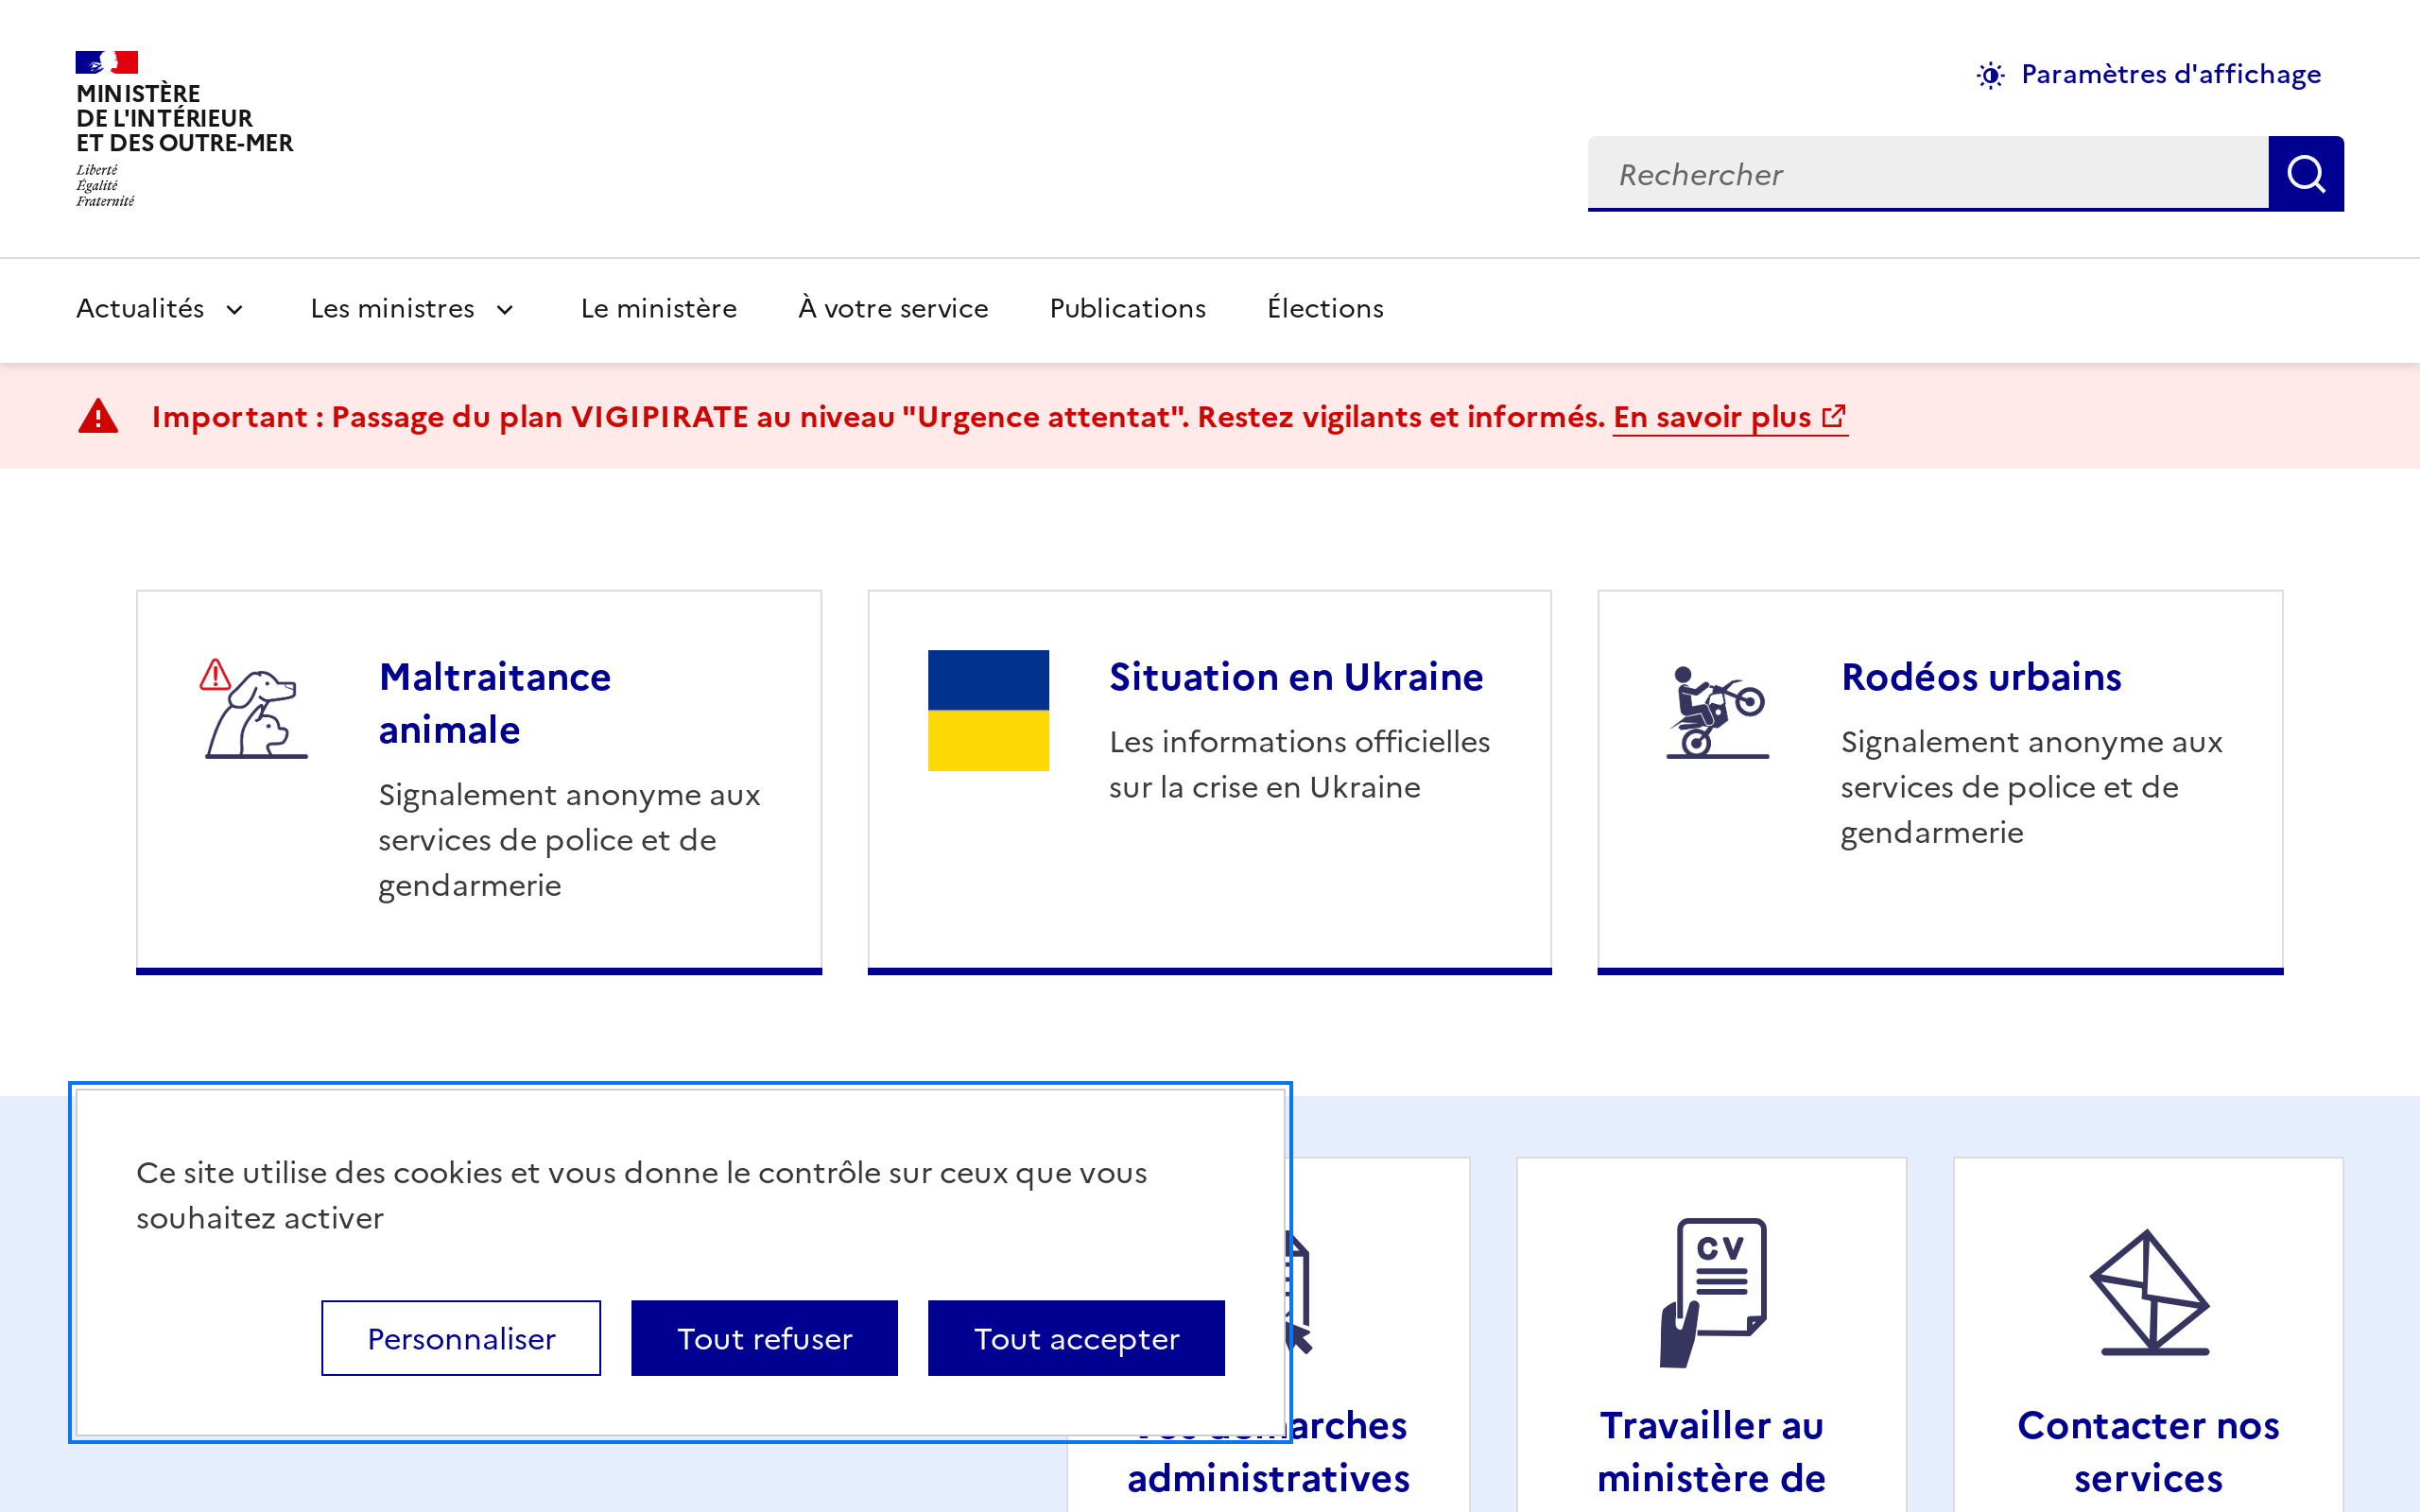 MINISTÈRE
DE L'INTÉRIEUR
ET DES OUTRE-MER
Liberté
Égalité
Fraternité
Paramètres d'affichage
Rechercher
Actualités Les ministres Le ministère À votre service Publications Élections
Important : Passage du plan VIGIPIRATE au niveau "Urgence attentat". Restez vigilants et informés. En savoir plus
Maltraitance
animale
Signalement anonyme aux
services de police et de
gendarmerie
Situation en Ukraine
Les informations officielles
sur la crise en Ukraine
Rodéos urbains
Signalement anonyme aux
services de police et de
gendarmerie
Ce site utilise des cookies et vous donne le contrôle sur ceux que vous
souhaitez activer
Personnaliser Tout refuser Tout accepter
arches
administratives
CV
Travailler au
ministère de
Contacter nos
services